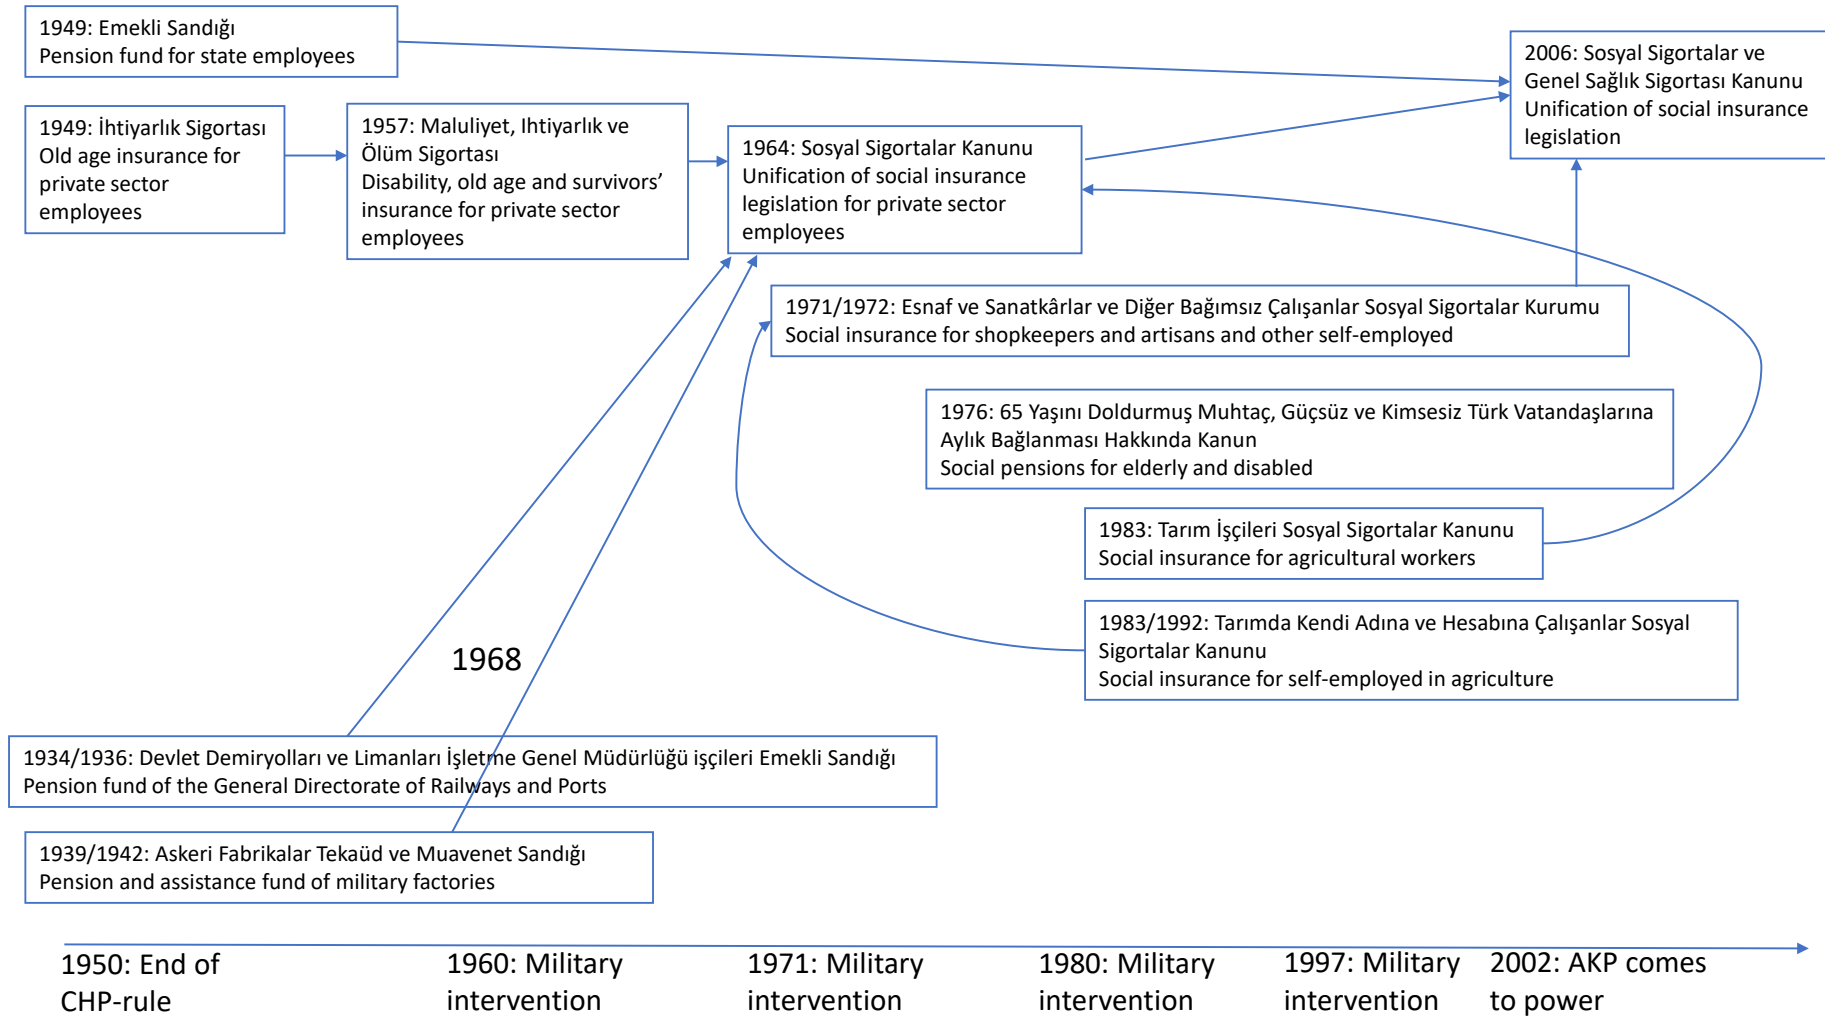 1949: Emekli Sandığı
Pension fund for state employees
2006: Sosyal Sigortalar ve
Genel Sağlık Sigortası Kanunu
Unification of social insurance
legislation
1949: İhtiyarlık Sigortası
Old age insurance for
private sector
employees
1957: Maluliyet, Ihtiyarlık ve
Ölüm Sigortası
Disability, old age and survivors’
insurance for private sector
employees
1964: Sosyal Sigortalar Kanunu
Unification of social insurance
legislation for private sector
employees
1971/1972: Esnaf ve Sanatkârlar ve Diğer Bağımsız Çalışanlar Sosyal Sigortalar Kurumu
Social insurance for shopkeepers and artisans and other self-employed
1976: 65 Yaşını Doldurmuş Muhtaç, Güçsüz ve Kimsesiz Türk Vatandaşlarına
Aylık Bağlanması Hakkında Kanun
Social pensions for elderly and disabled
1983: Tarım İşçileri Sosyal Sigortalar Kanunu
Social insurance for agricultural workers
1983/1992: Tarımda Kendi Adına ve Hesabına Çalışanlar Sosyal
Sigortalar Kanunu
Social insurance for self-employed in agriculture
1968
1934/1936: Devlet Demiryolları ve Limanları İşletme Genel Müdürlüğü işçileri Emekli Sandığı
Pension fund of the General Directorate of Railways and Ports
1939/1942: Askeri Fabrikalar Tekaüd ve Muavenet Sandığı
Pension and assistance fund of military factories
1950: End of
CHP-rule
1960: Military
intervention
1971: Military
intervention
1980: Military
intervention
1997: Military
intervention
2002: AKP comes
to power